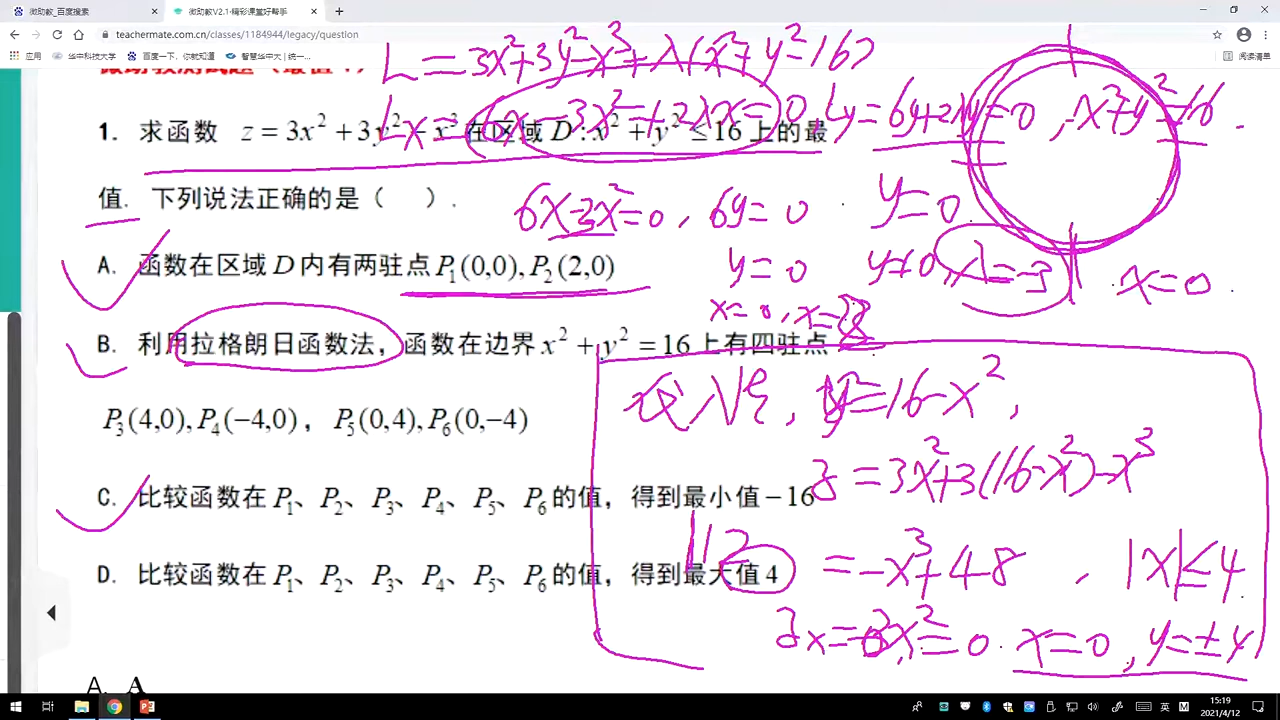 微助教_百度搜索
微助教V2.1-精彩课堂好帮手
teachermate.com.cn/classes/1184944/legacy/question
应用 华中科技大学 百度一下，你就知道 智慧华中大 | 统一... 阅读清单
L = 3x²+3y²-x³+λ(x²+y²-16)
Lx = 6x-3x²+2λx=0, Ly=6y+2λy=0, x²+y²=16.
1. 求函数 z = 3x² + 3y² - x³ 在区域 D : x² + y² ≤ 16 上的最
值. 下列说法正确的是（ ）.
6x-3x²=0, 6y=0
y=0
A. 函数在区域 D 内有两驻点 P₁(0,0), P₂(2,0)
y=0
y≠0, λ=-3
x=0
x=0, x=
B. 利用拉格朗日函数法，函数在边界 x² + y² = 16 上有四驻点
代入得, y²=16-x²,
P₃(4,0), P₄(-4,0)， P₅(0,4), P₆(0,-4)
z = 3x²+3(16-x²)-x³
C. 比较函数在 P₁、P₂、P₃、P₄、P₅、P₆ 的值，得到最小值 -16
112
= -x³+48, |x|≤4
D. 比较函数在 P₁、P₂、P₃、P₄、P₅、P₆ 的值，得到最大值 4
x²=0. x=0, y=±4
A. A
英
15:19
2021/4/12